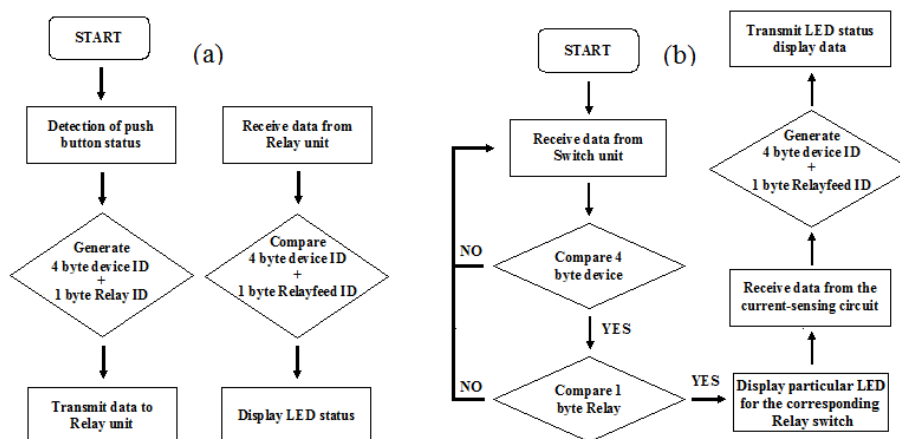 START
(a)
Detection of push
button status
Generate
4 byte device ID
+
1 byte Relay ID
Transmit data to
Relay unit
Receive data from
Relay unit
Compare
4 byte device ID
+
1 byte Relayfeed ID
Display LED status
START
(b)
Receive data from
Switch unit
NO
Compare 4
byte device
YES
NO
Compare 1
byte Relay
YES
Display particular LED
for the corresponding
Relay switch
Receive data from the
current-sensing circuit
Generate
4 byte device ID
+
1 byte Relayfeed ID
Transmit LED status
display data